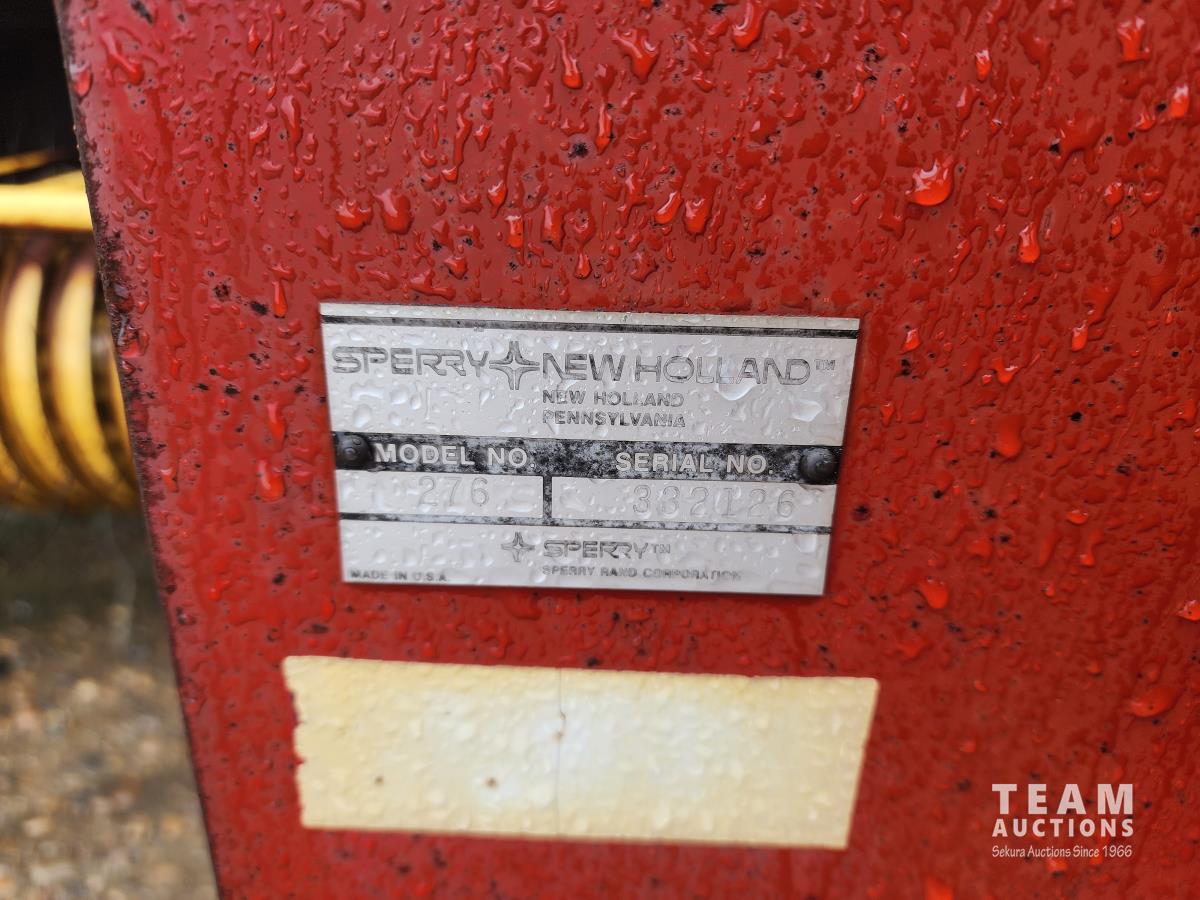 SPERRY NEW HOLLAND™
NEW HOLLAND
PENNSYLVANIA
MODEL NO. SERIAL NO.
276 332126
SPERRY™
MADE IN U.S.A. SPERRY RAND CORPORATION
TEAM
AUCTIONS
Sekura Auctions Since 1966